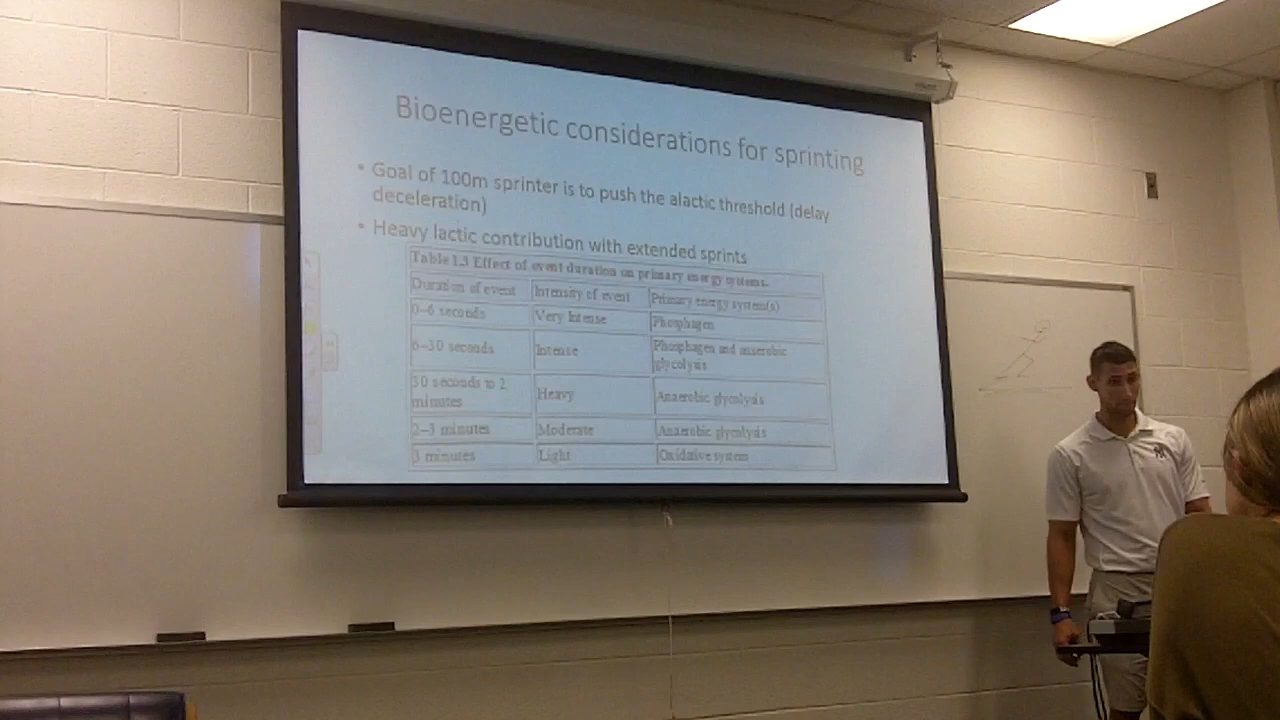 Bioenergetic considerations for sprinting
• Goal of 100m sprinter is to push the alactic threshold (delay
deceleration)
• Heavy lactic contribution with extended sprints
Table 1.3 Effect of event duration on primary energy systems.
Duration of event Intensity of event Primary energy system(s)
0–6 seconds Very Intense Phosphagen
6–30 seconds Intense Phosphagen and anaerobic
glycolysis
30 seconds to 2
minutes Heavy Anaerobic glycolysis
2–3 minutes Moderate Anaerobic glycolysis
3 minutes Light Oxidative system
NY